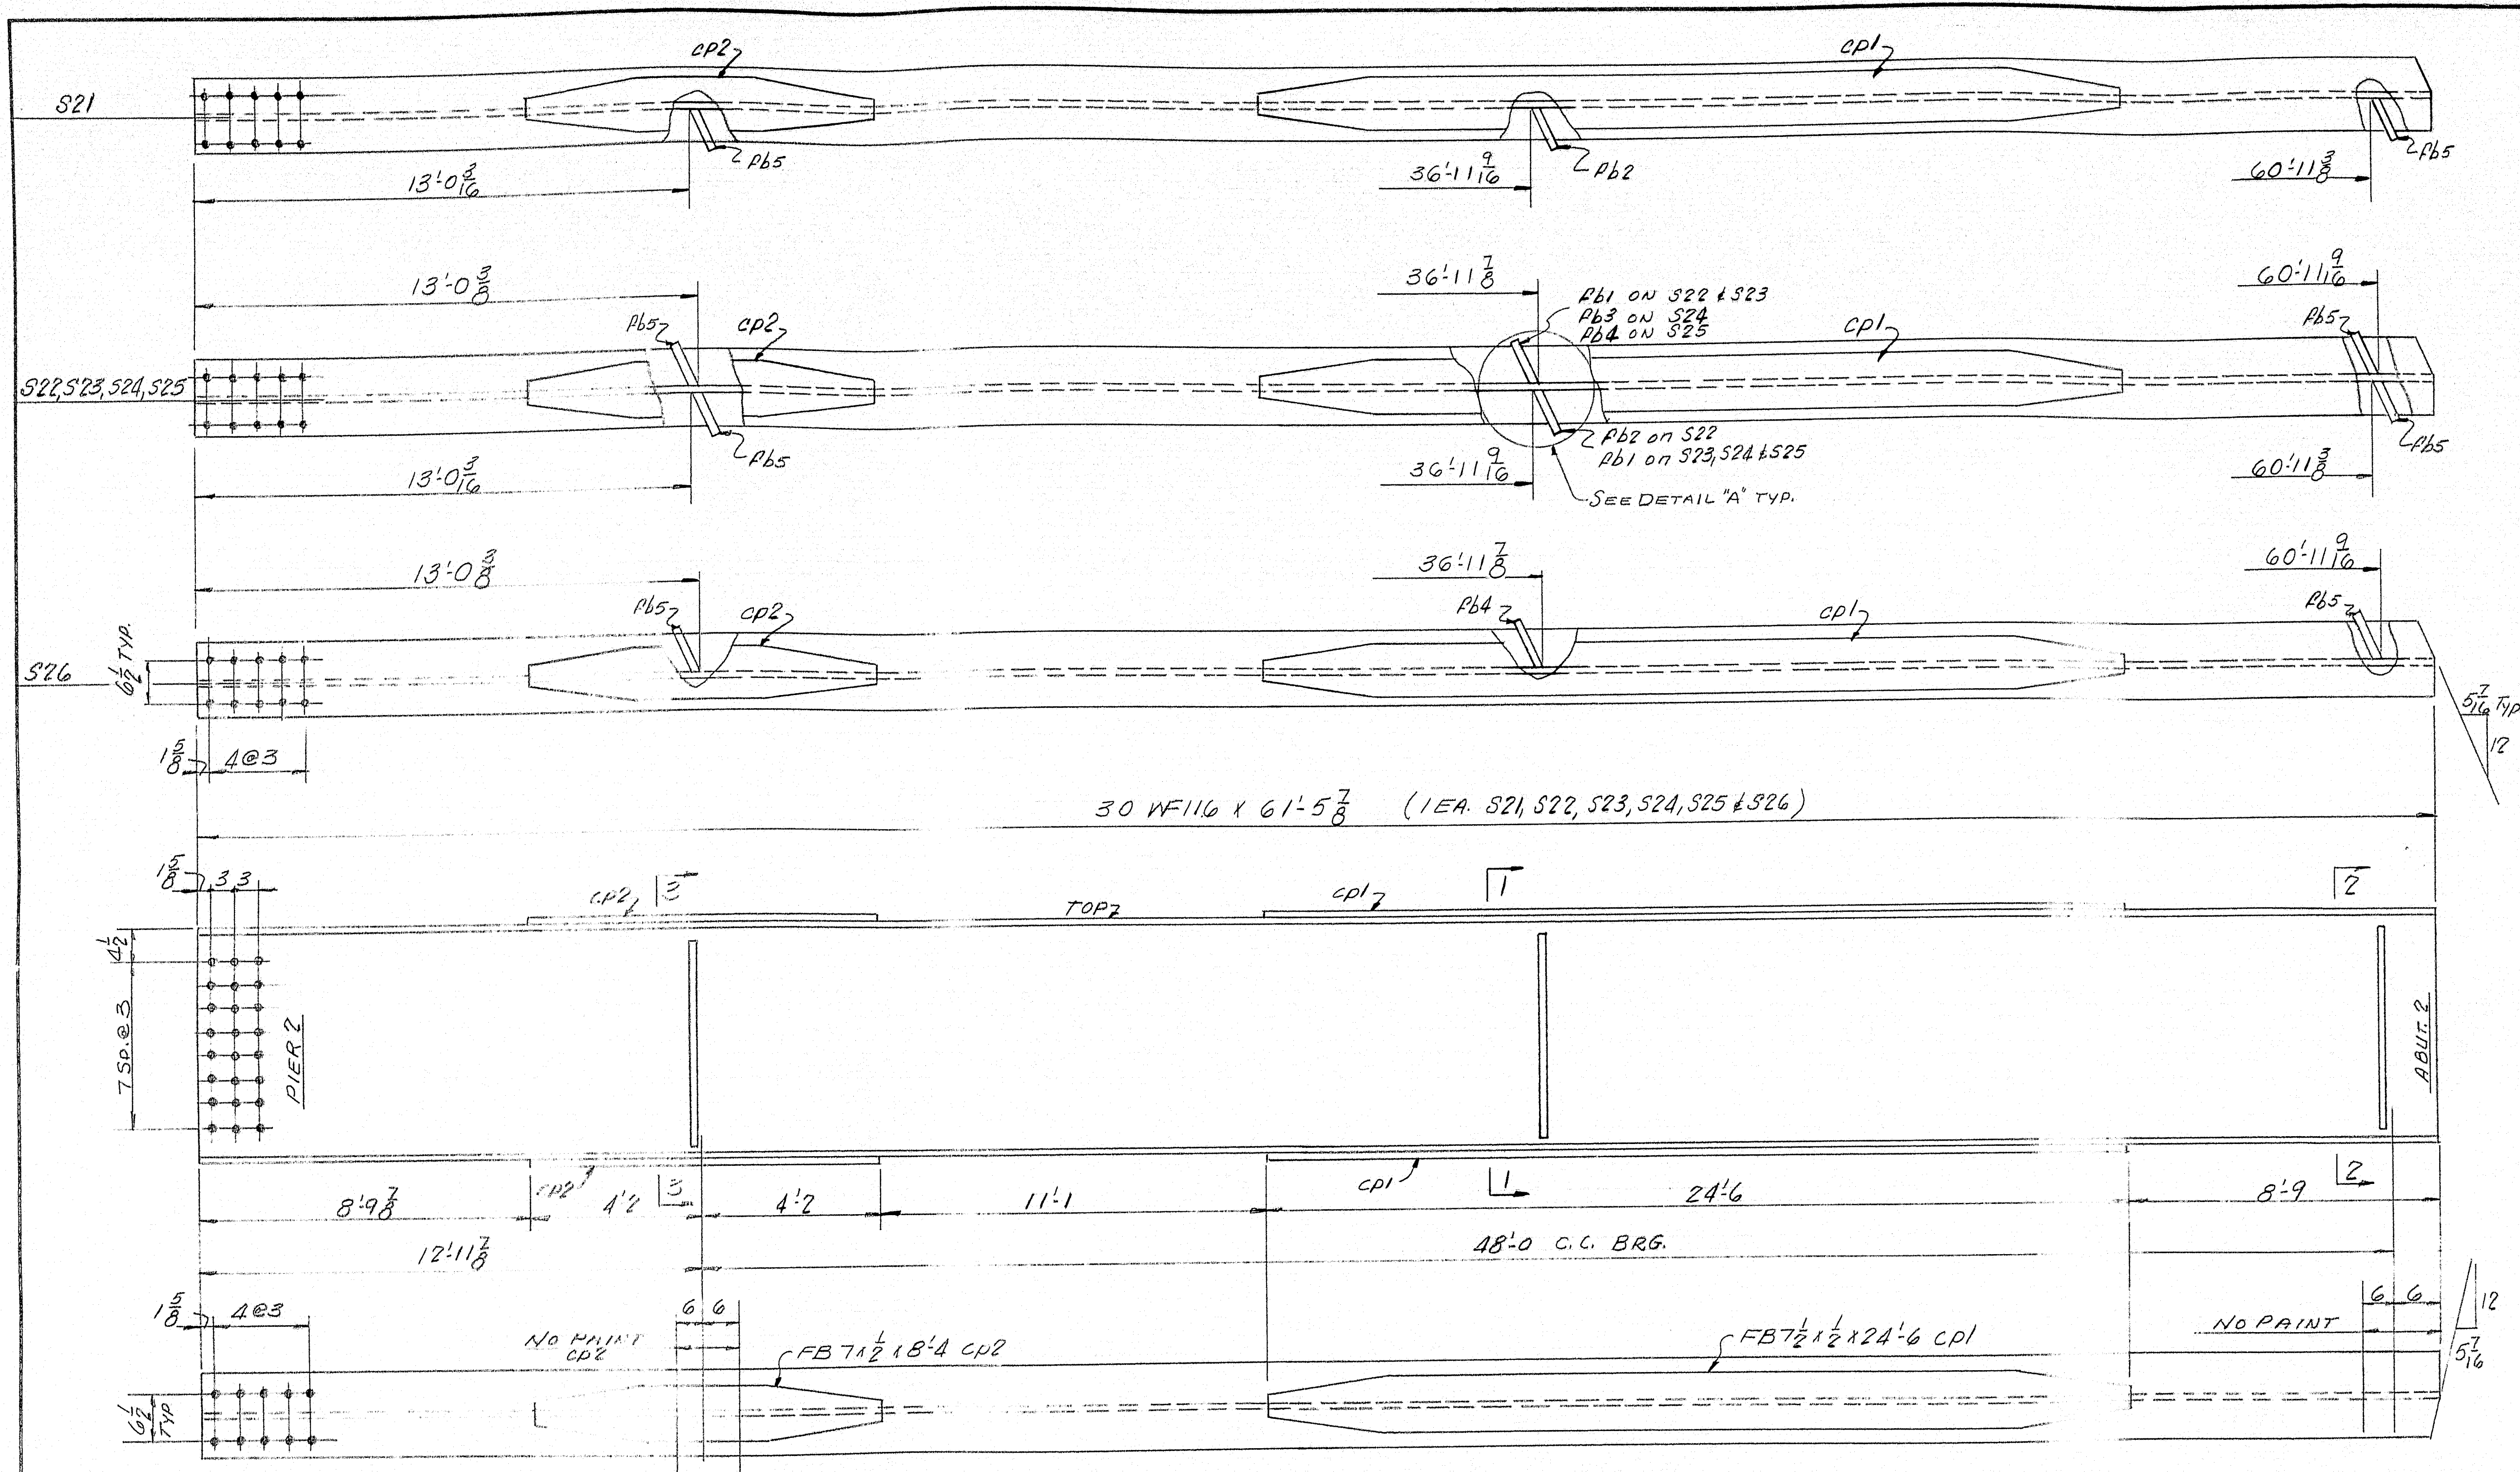 cp2
cp1
S21
Pb5
Pb2
Pb5
13'-0 3/16
36'-11 9/16
60'-11 3/8
13'-0 3/8
36'-11 7/8
60'-11 9/16
Pb1 ON S22 & S23
Pb3 ON S24
Pb4 ON S25
Pb5
cp2
cp1
Pb5
S22, S23, S24, S25
Pb5
Pb2 on S22
Pb1 on S23, S24 & S25
Pb5
13'-0 3/16
36'-11 9/16
60'-11 3/8
SEE DETAIL "A" TYP.
13'-0 3/8
36'-11 7/8
60'-11 9/16
Pb5
cp2
Pb4
cp1
Pb5
6 1/2 TYP.
S26
5 7/16 TYP
12
1 5/8
4@3
30 WF 116 x 61'-5 7/8 (1 EA. S21, S22, S23, S24, S25 & S26)
1 5/8
3 3
cp2
3
TOP
cp1
1
2
4 1/2
7 SP. @ 3
PIER 2
ABUT. 2
cp2
3
cp1
1
2
8'-9 7/8
4'-2
4'-2
11'-1
24'-6
8'-9
12'-11 7/8
48'-0 C.C. BRG.
1 5/8
4@3
6 6
6 6
12
5 7/16
NO PAINT
cp2
FB 7 x 1/2 x 8'-4 cp2
FB 7 1/2 x 1/2 x 24'-6 cp1
NO PAINT
6 1/2 TYP